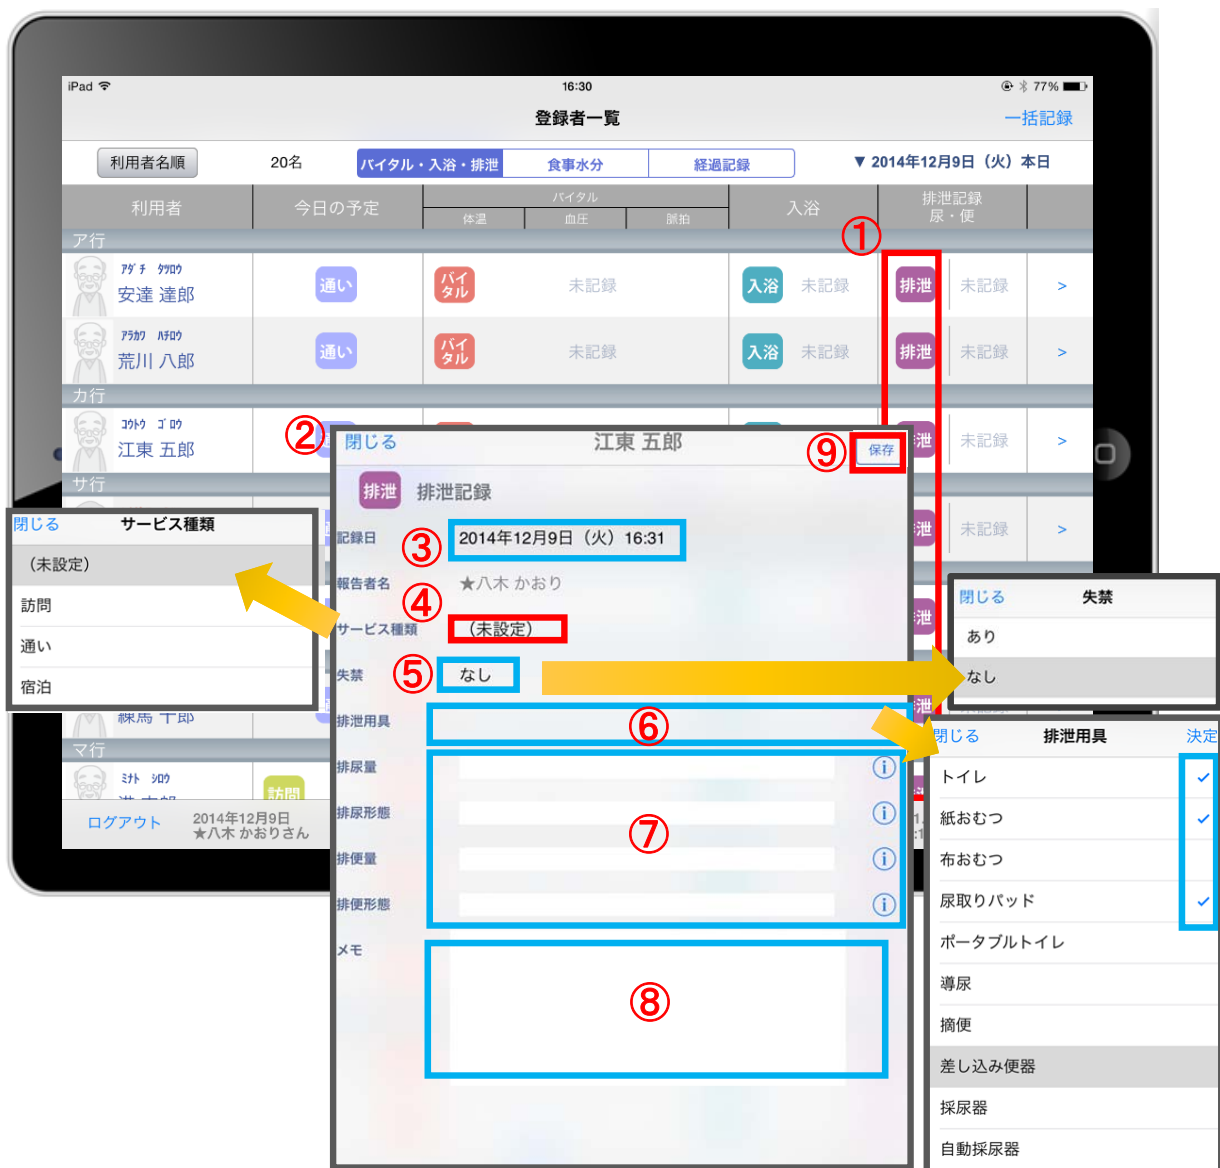 iPad 16:30 77%
登録者一覧 一括記録
利用者名順 20名 バイタル・入浴・排泄 食事水分 経過記録 ▼ 2014年12月9日（火）本日
利用者 今日の予定 バイタル 入浴 排泄記録
体温 血圧 脈拍 尿・便
①
ア行
ｱﾀﾞﾁ ﾀﾂﾛｳ
安達 達郎 通い バイタル 未記録 入浴 未記録 排泄 未記録 >
ｱﾗｶﾜ ﾊﾁﾛｳ
荒川 八郎 通い バイタル 未記録 入浴 未記録 排泄 未記録 >
カ行
ｺｳﾄｳ ｺﾞﾛｳ
江東 五郎 泄 未記録 >
サ行
泄 未記録 >
泄
泄
練馬 十郎
マ行
ﾐﾅﾄ ｼﾛｳ
訪問
ログアウト 2014年12月9日
★八木 かおりさん
② 閉じる 江東 五郎 ⑨ 保存
排泄 排泄記録
記録日 ③ 2014年12月9日（火）16:31
報告者名 ★八木 かおり
④
サービス種類 （未設定）
失禁 ⑤ なし
排泄用具 ⑥
排尿量 i
排尿形態 i
⑦
排便量 i
排便形態 i
メモ
⑧
閉じる サービス種類
（未設定）
訪問
通い
宿泊
閉じる 失禁
あり
なし
閉じる 排泄用具 決定
トイレ ✓
紙おむつ ✓
布おむつ
尿取りパッド ✓
ポータブルトイレ
導尿
摘便
差し込み便器
採尿器
自動採尿器